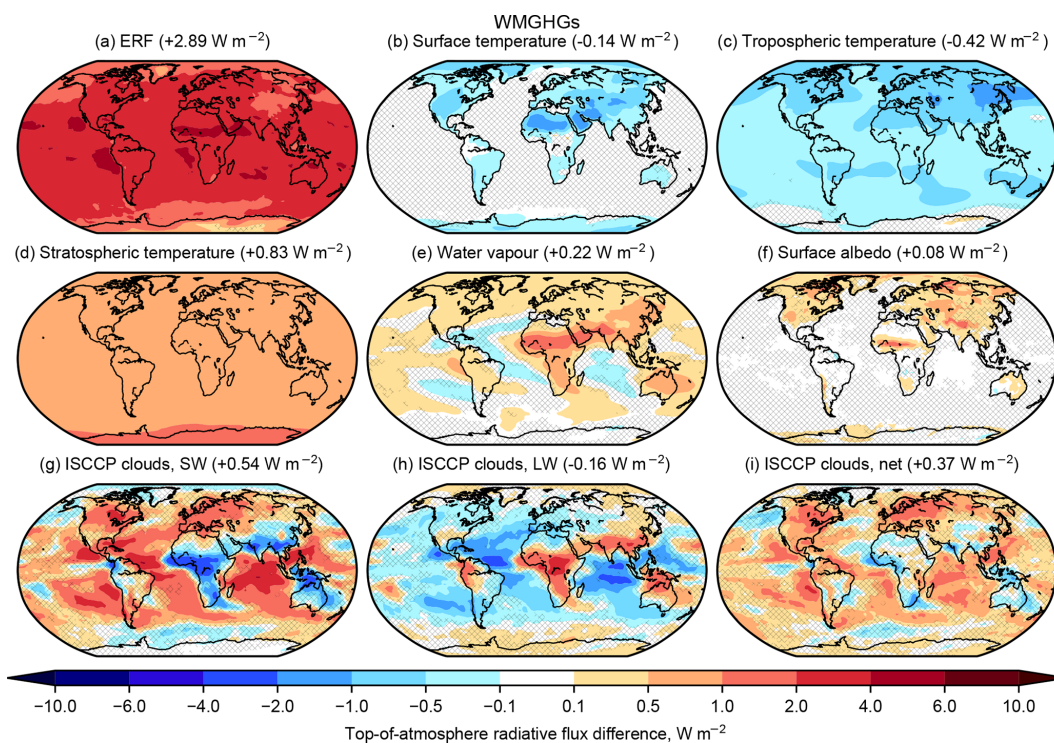 WMGHGs
(a) ERF (+2.89 W m⁻²)
(b) Surface temperature (-0.14 W m⁻²)
(c) Tropospheric temperature (-0.42 W m⁻²)
(d) Stratospheric temperature (+0.83 W m⁻²)
(e) Water vapour (+0.22 W m⁻²)
(f) Surface albedo (+0.08 W m⁻²)
(g) ISCCP clouds, SW (+0.54 W m⁻²)
(h) ISCCP clouds, LW (-0.16 W m⁻²)
(i) ISCCP clouds, net (+0.37 W m⁻²)
−10.0 −6.0 −4.0 −2.0 −1.0 −0.5 −0.1 0.1 0.5 1.0 2.0 4.0 6.0 10.0
Top-of-atmosphere radiative flux difference, W m⁻²